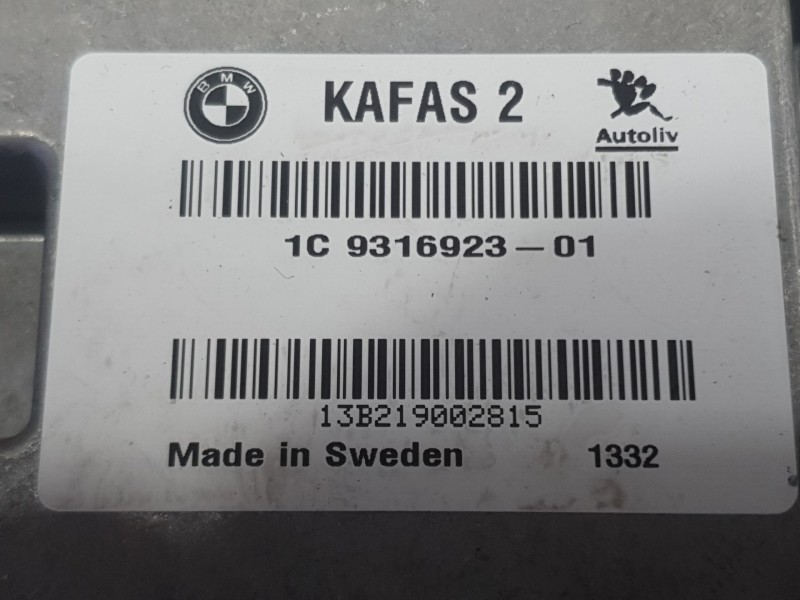 BMW
KAFAS 2
Autoliv
1C 9316923-01
13B219002815
Made in Sweden 1332